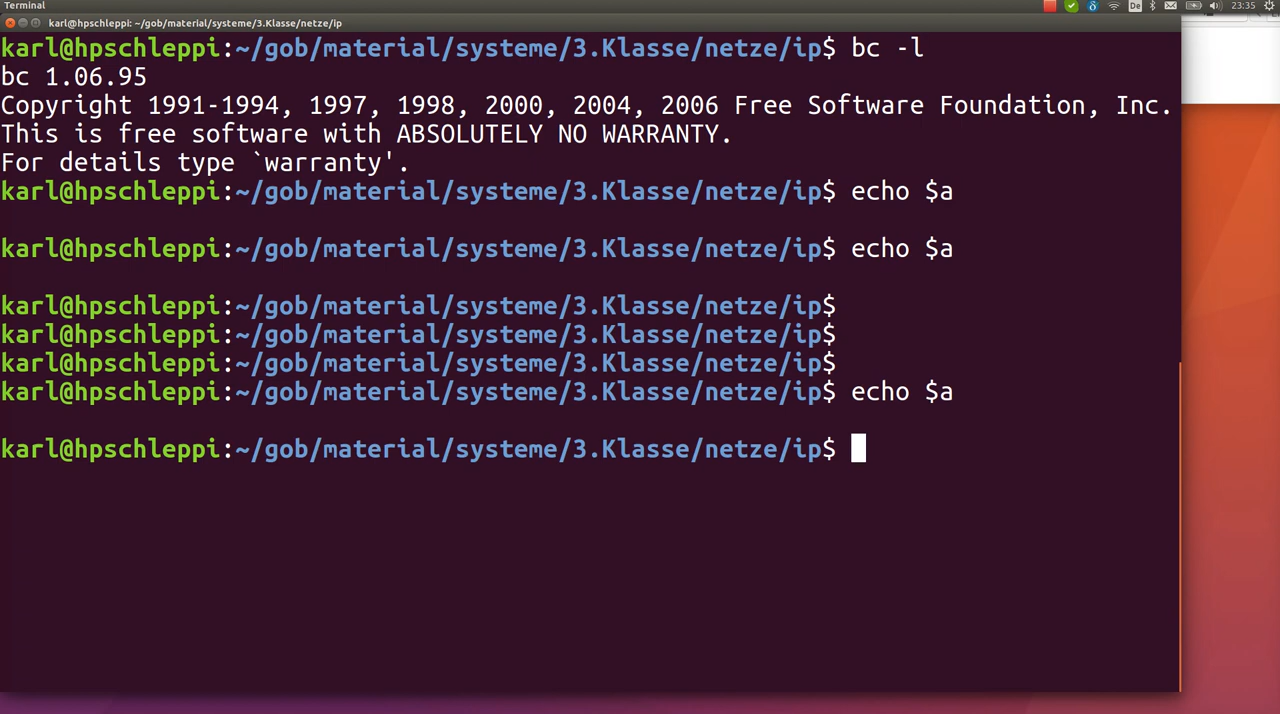 Terminal
De
23:35
karl@hpschleppi: ~/gob/material/systeme/3.Klasse/netze/ip
karl@hpschleppi:~/gob/material/systeme/3.Klasse/netze/ip$ bc -l
bc 1.06.95
Copyright 1991-1994, 1997, 1998, 2000, 2004, 2006 Free Software Foundation, Inc.
This is free software with ABSOLUTELY NO WARRANTY.
For details type `warranty'.
karl@hpschleppi:~/gob/material/systeme/3.Klasse/netze/ip$ echo $a
karl@hpschleppi:~/gob/material/systeme/3.Klasse/netze/ip$ echo $a
karl@hpschleppi:~/gob/material/systeme/3.Klasse/netze/ip$
karl@hpschleppi:~/gob/material/systeme/3.Klasse/netze/ip$
karl@hpschleppi:~/gob/material/systeme/3.Klasse/netze/ip$
karl@hpschleppi:~/gob/material/systeme/3.Klasse/netze/ip$ echo $a
karl@hpschleppi:~/gob/material/systeme/3.Klasse/netze/ip$